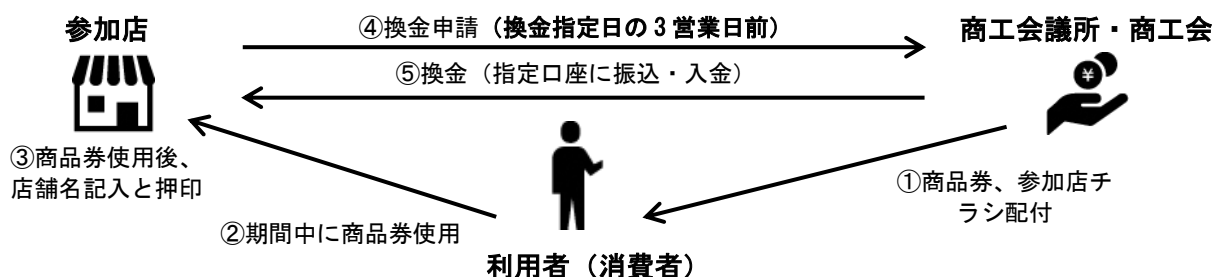 参加店
④換金申請（換金指定日の3営業日前）
商工会議所・商工会
⑤換金（指定口座に振込・入金）
¥
③商品券使用後、
店舗名記入と押印
①商品券、参加店チ
ラシ配付
②期間中に商品券使用
利用者（消費者）